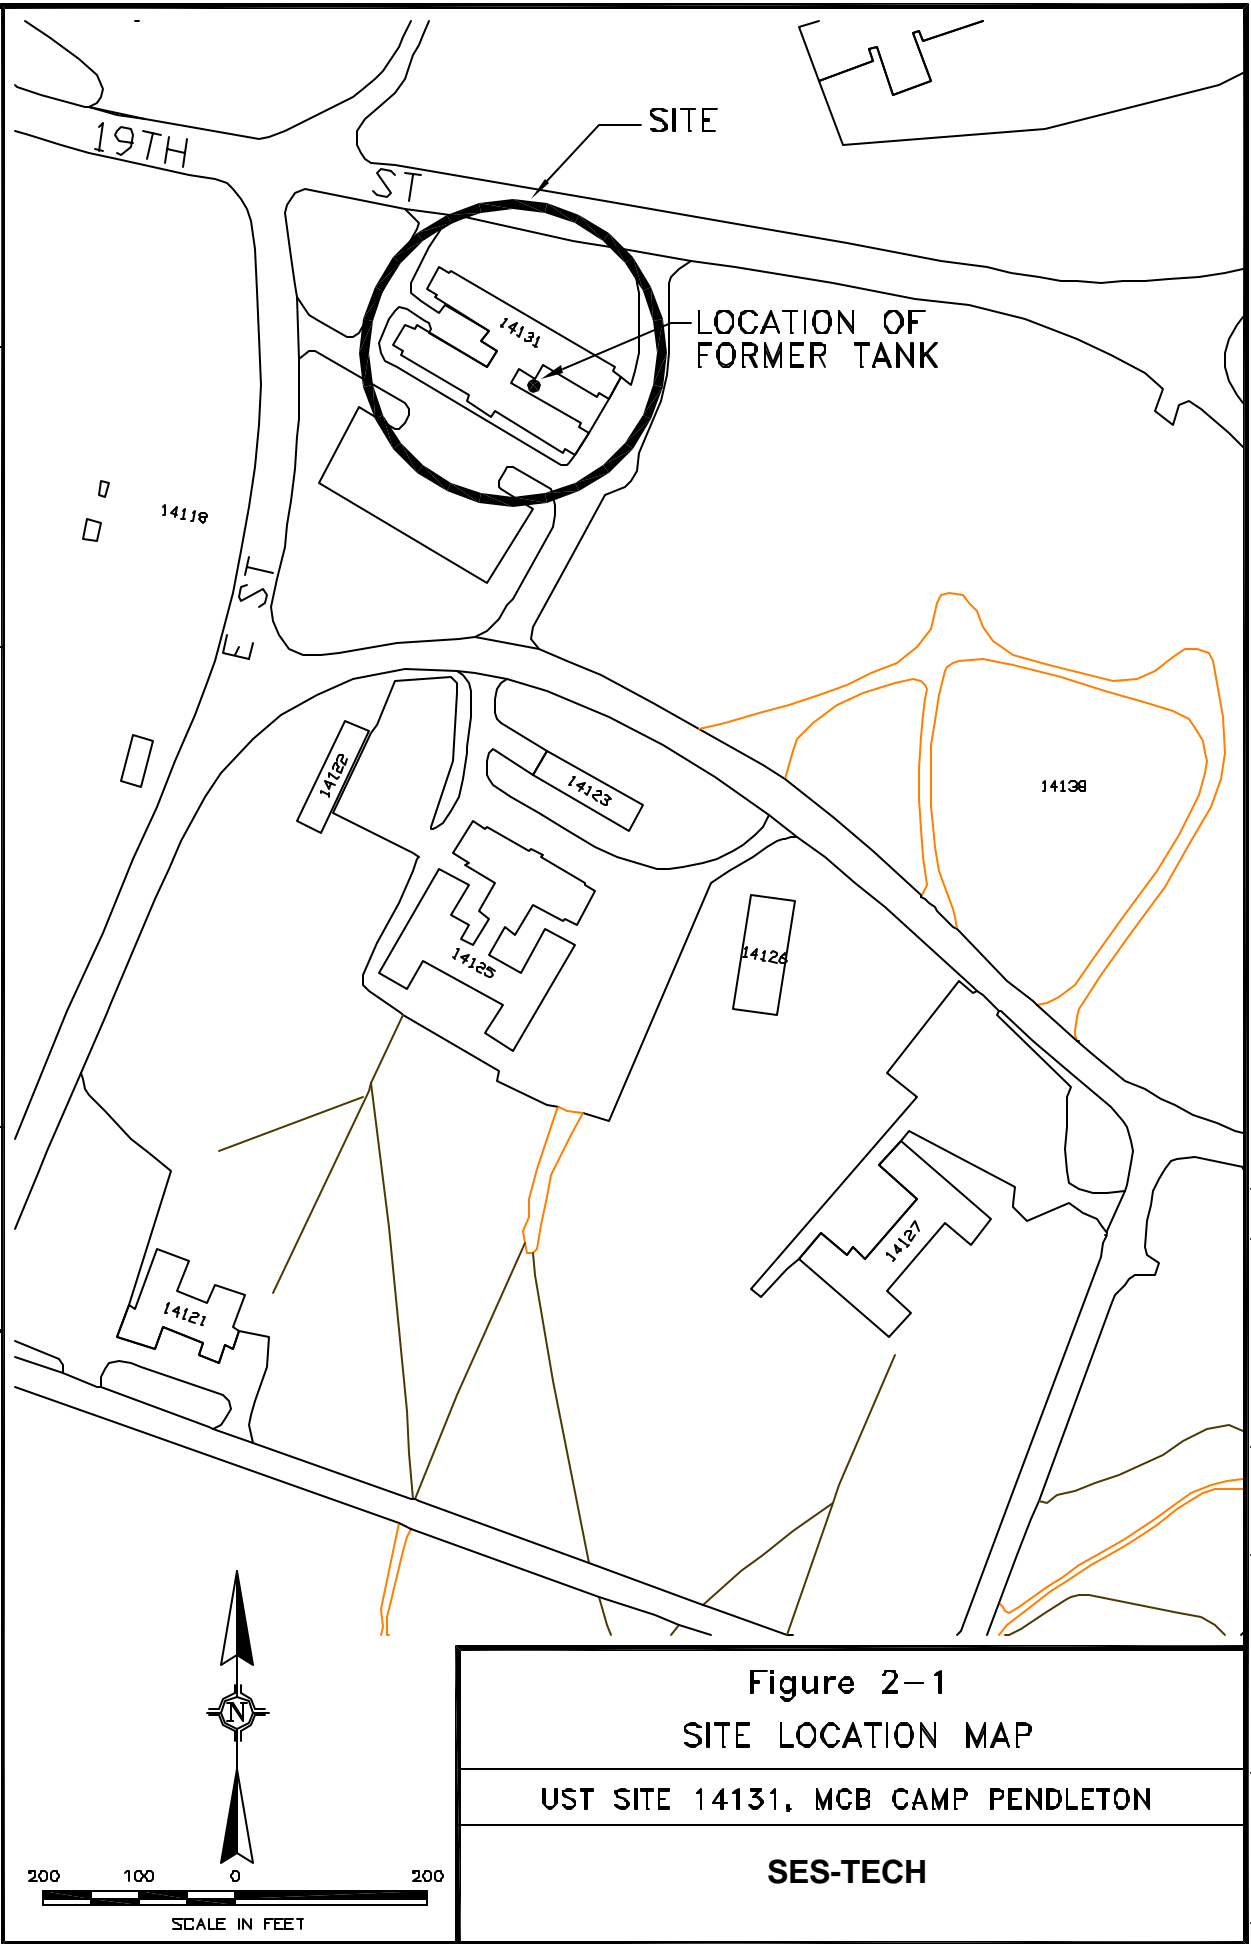 SITE
19TH
ST
14131
LOCATION OF
FORMER TANK
14118
E ST
14138
14122
14123
14125
14126
14127
14121
N
200 100 0 200
SCALE IN FEET
Figure 2-1
SITE LOCATION MAP
UST SITE 14131, MCB CAMP PENDLETON
SES-TECH